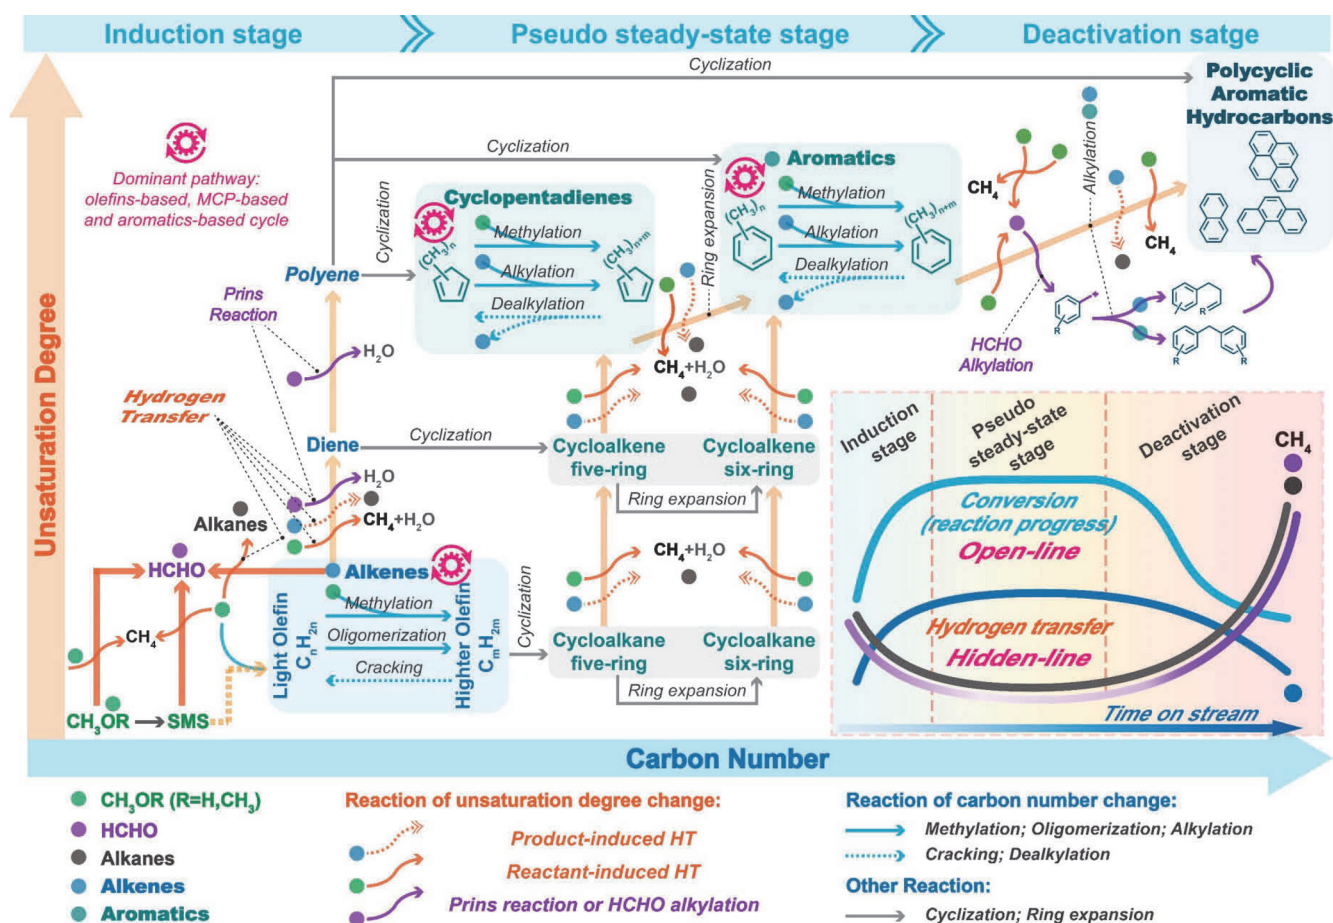 Induction stage
Pseudo steady-state stage
Deactivation satge
Unsaturation Degree
Dominant pathway:
olefins-based, MCP-based
and aromatics-based cycle
Cyclization
Polycyclic
Aromatic
Hydrocarbons
Cyclization
Cyclization
Cyclopentadienes
(CH₃)ₙ
Methylation
(CH₃)ₙ₊ₘ
Alkylation
Dealkylation
Ring expansion
Aromatics
(CH₃)ₙ
Methylation
(CH₃)ₙ₊ₘ
Alkylation
Dealkylation
CH₄
Alkylation
CH₄
HCHO
Alkylation
R
R
R
R
Polyene
Prins
Reaction
H₂O
Hydrogen
Transfer
Diene
Cyclization
H₂O
CH₄+H₂O
Alkanes
CH₄+H₂O
Cycloalkene
five-ring
Cycloalkene
six-ring
Ring expansion
HCHO
CH₄
CH₃OR
SMS
Alkenes
Light Olefin
CₙH₂ₙ
Methylation
Oligomerization
Cracking
Highter Olefin
CₘH₂ₘ
Cyclization
CH₄+H₂O
Cycloalkane
five-ring
Cycloalkane
six-ring
Ring expansion
Induction
stage
Pseudo
steady-state
stage
Deactivation
stage
CH₄
Conversion
(reaction progress)
Open-line
Hydrogen transfer
Hidden-line
Time on stream
Carbon Number
CH₃OR (R=H,CH₃)
HCHO
Alkanes
Alkenes
Aromatics
Reaction of unsaturation degree change:
Product-induced HT
Reactant-induced HT
Prins reaction or HCHO alkylation
Reaction of carbon number change:
Methylation; Oligomerization; Alkylation
Cracking; Dealkylation
Other Reaction:
Cyclization; Ring expansion